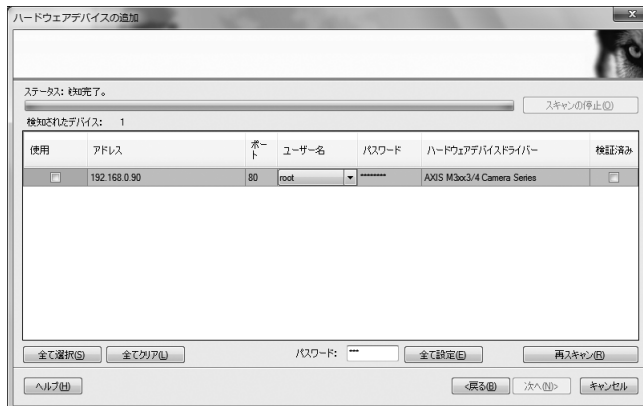 ハードウェアデバイスの追加
ステータス: 検知完了。
スキャンの停止(O)
検知されたデバイス: 1
使用 アドレス ポート ユーザー名 パスワード ハードウェアデバイスドライバー 検証済み
192.168.0.90 80 root ******** AXIS M3xx3/4 Camera Series
全て選択(S) 全てクリア(L) パスワード: *** 全て設定(E) 再スキャン(R)
ヘルプ(H) <戻る(B) 次へ(N)> キャンセル